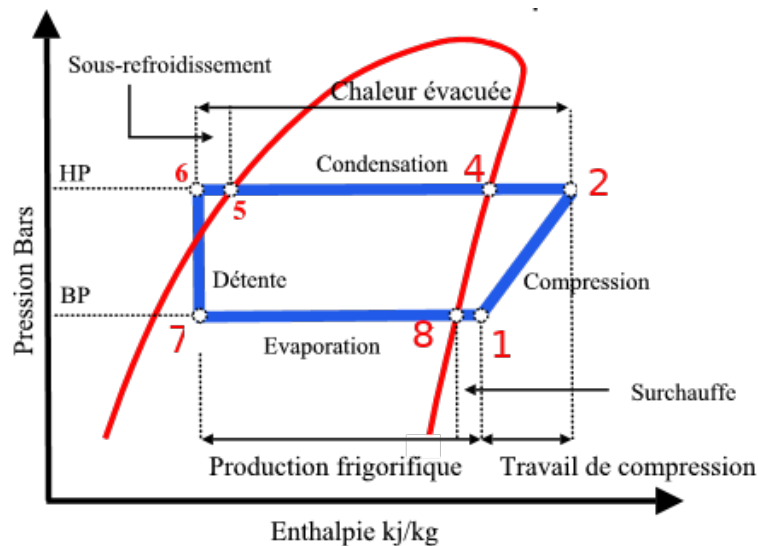 Sous-refroidissement
Chaleur évacuée
HP
6
Condensation
4
2
5
Pression Bars
Détente
Compression
BP
7
Evaporation
8
1
Surchauffe
Production frigorifique
Travail de compression
Enthalpie kj/kg